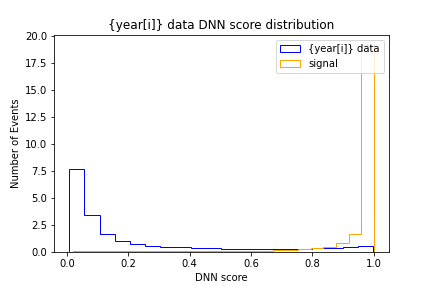 {year[i]} data DNN score distribution
Number of Events
20.0
17.5
15.0
12.5
10.0
7.5
5.0
2.5
0.0
{year[i]} data
signal
0.0 0.2 0.4 0.6 0.8 1.0
DNN score